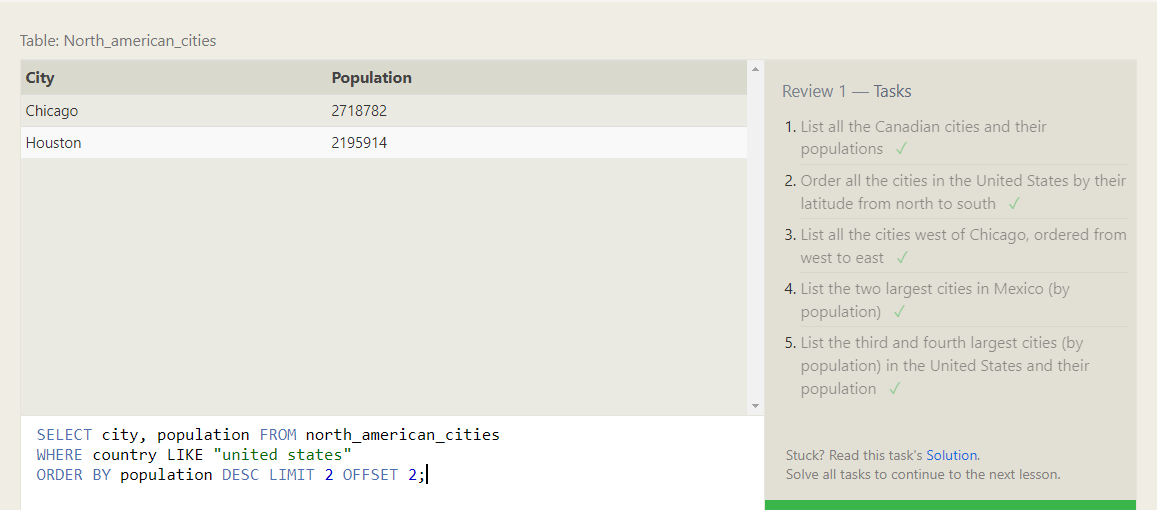 Table: North_american_cities
City Population
Chicago 2718782
Houston 2195914
SELECT city, population FROM north_american_cities
WHERE country LIKE "united states"
ORDER BY population DESC LIMIT 2 OFFSET 2;
Review 1 — Tasks
1. List all the Canadian cities and their
populations ✓
2. Order all the cities in the United States by their
latitude from north to south ✓
3. List all the cities west of Chicago, ordered from
west to east ✓
4. List the two largest cities in Mexico (by
population) ✓
5. List the third and fourth largest cities (by
population) in the United States and their
population ✓
Stuck? Read this task's Solution.
Solve all tasks to continue to the next lesson.